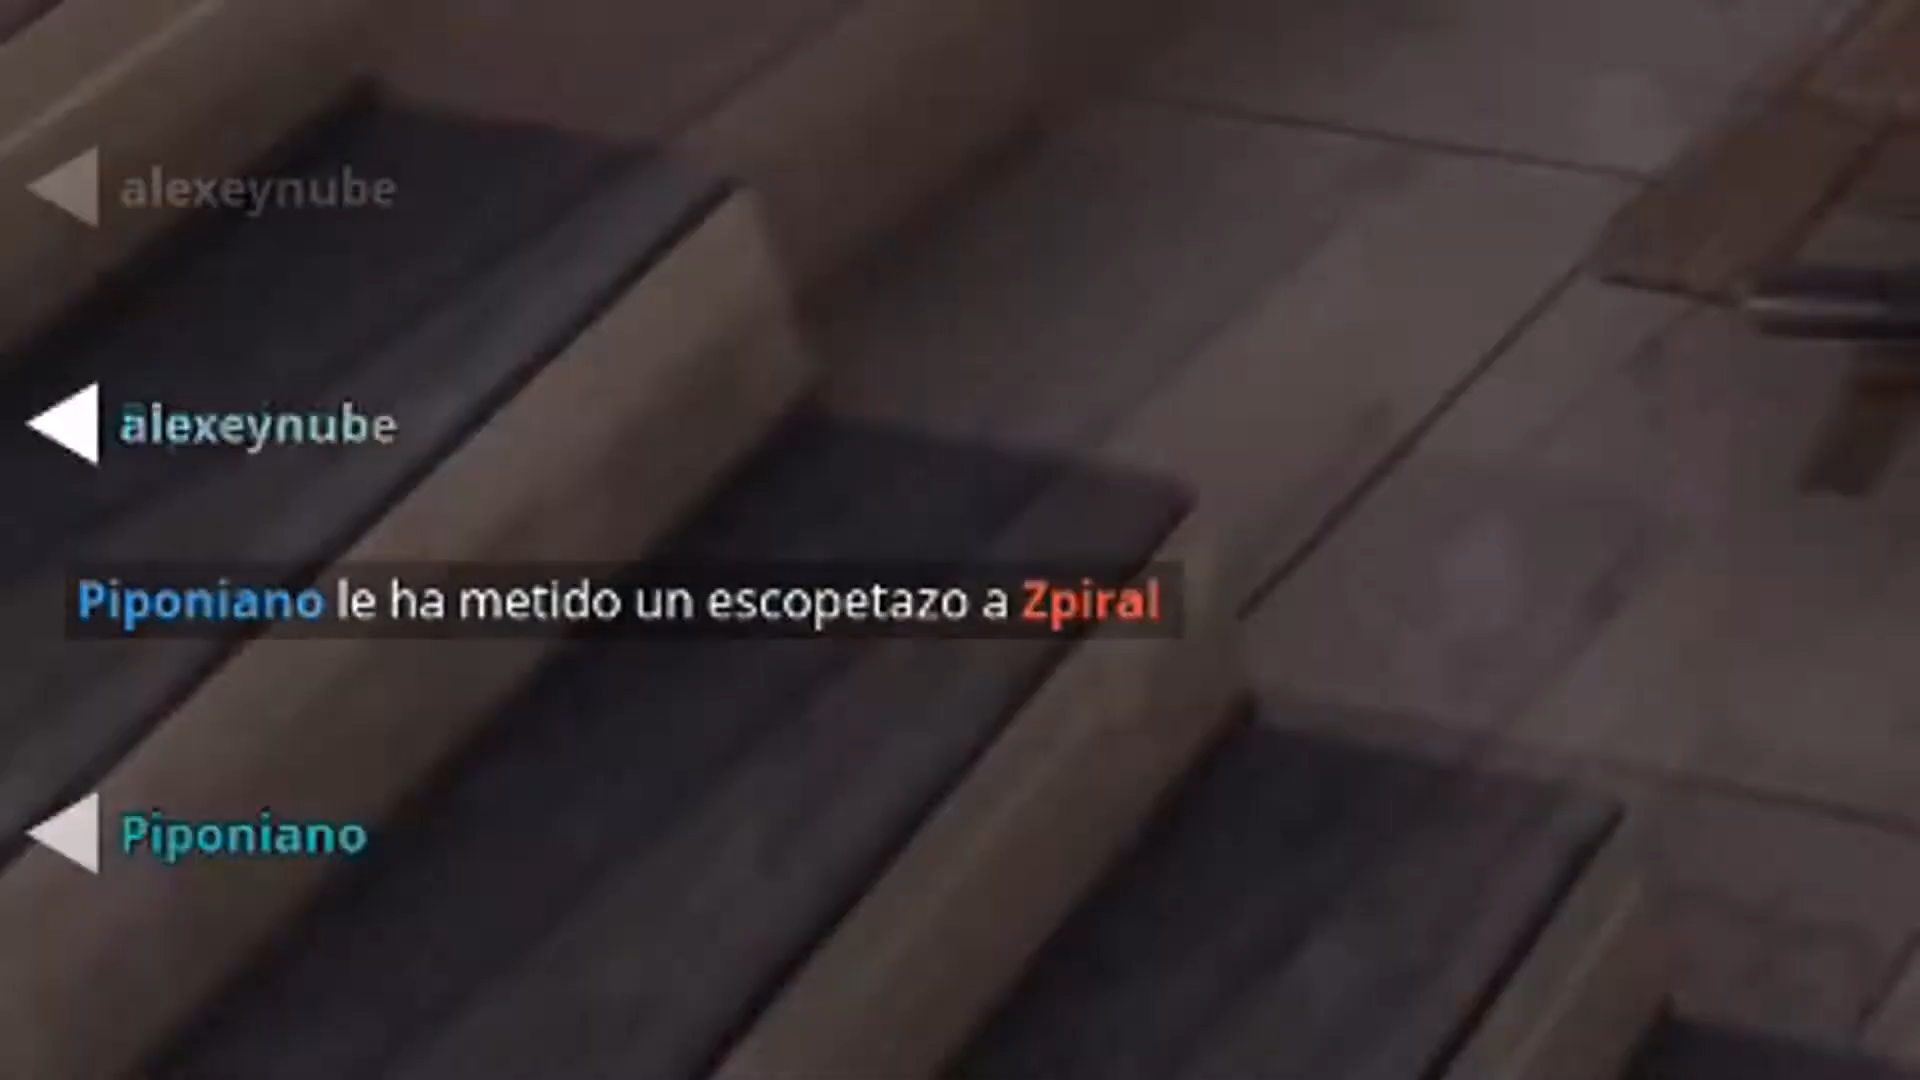 alexeynube
alexeynube
Piponiano le ha metido un escopetazo a Zpiral
Piponiano